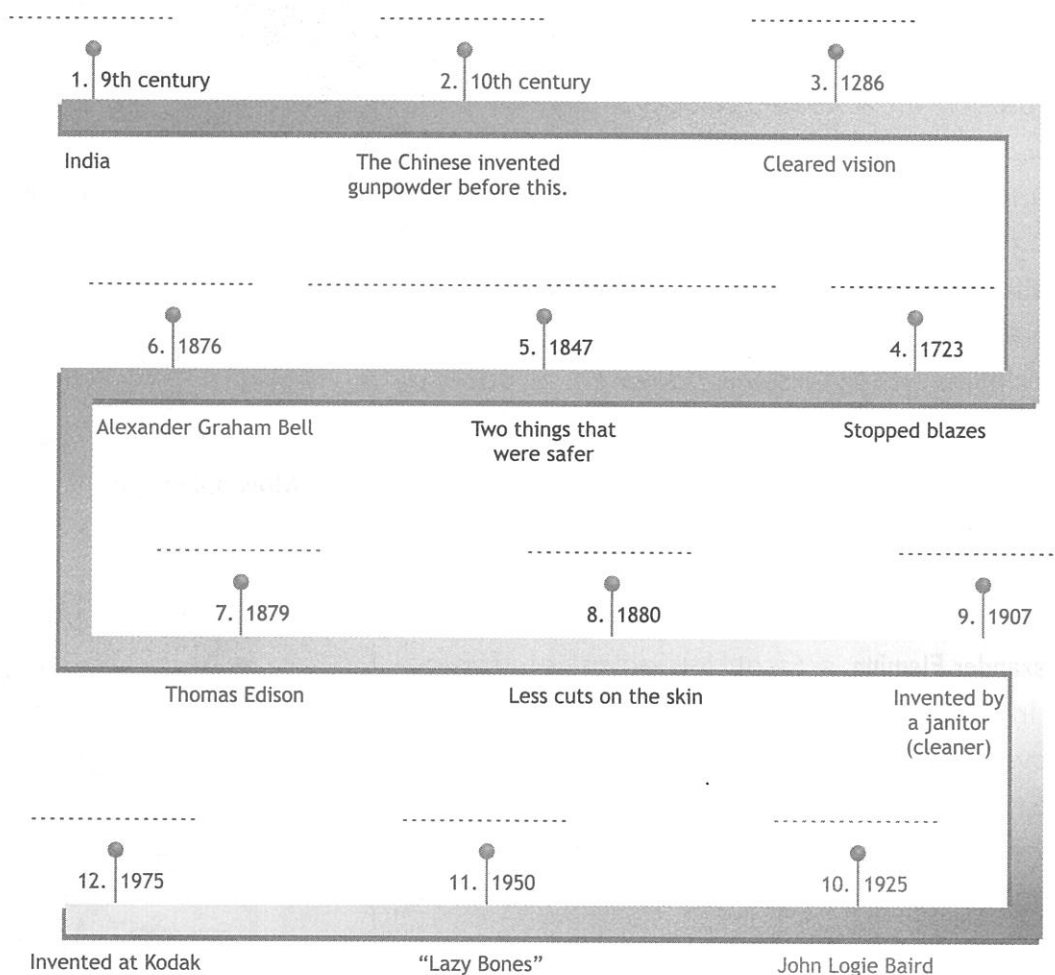 1. 9th century
2. 10th century
3. 1286
India
The Chinese invented
gunpowder before this.
Cleared vision
6. 1876
5. 1847
4. 1723
Alexander Graham Bell
Two things that
were safer
Stopped blazes
7. 1879
8. 1880
9. 1907
Thomas Edison
Less cuts on the skin
Invented by
a janitor
(cleaner)
12. 1975
11. 1950
10. 1925
Invented at Kodak
"Lazy Bones"
John Logie Baird